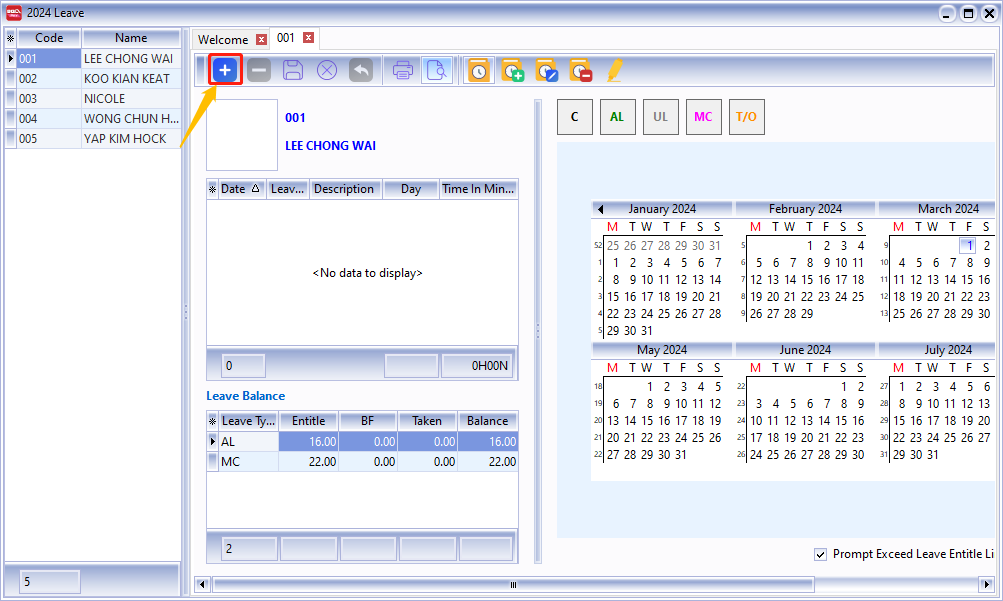 2024 Leave
Code Name
001 LEE CHONG WAI
002 KOO KIAN KEAT
003 NICOLE
004 WONG CHUN H...
005 YAP KIM HOCK
5
Welcome 001
001
LEE CHONG WAI
Date Leav... Description Day Time In Min...
<No data to display>
0 0H00N
Leave Balance
Leave Ty... Entitle BF Taken Balance
AL 16.00 0.00 0.00 16.00
MC 22.00 0.00 0.00 22.00
2
C AL UL MC T/O
January 2024 February 2024 March 2024
M T W T F S S M T W T F S S M T W T F S
52 25 26 27 28 29 30 31 5 1 2 3 4 9 1 2
1 1 2 3 4 5 6 7 6 5 6 7 8 9 10 11 10 4 5 6 7 8 9
2 8 9 10 11 12 13 14 7 12 13 14 15 16 17 18 11 11 12 13 14 15 16
3 15 16 17 18 19 20 21 8 19 20 21 22 23 24 25 12 18 19 20 21 22 23
4 22 23 24 25 26 27 28 9 26 27 28 29 13 25 26 27 28 29 30
5 29 30 31
May 2024 June 2024 July 2024
M T W T F S S M T W T F S S M T W T F S
18 1 2 3 4 5 22 1 2 27 1 2 3 4 5 6
19 6 7 8 9 10 11 12 23 3 4 5 6 7 8 9 28 8 9 10 11 12 13
20 13 14 15 16 17 18 19 24 10 11 12 13 14 15 16 29 15 16 17 18 19 20
21 20 21 22 23 24 25 26 25 17 18 19 20 21 22 23 30 22 23 24 25 26 27
22 27 28 29 30 31 26 24 25 26 27 28 29 30 31 29 30 31
Prompt Exceed Leave Entitle Li